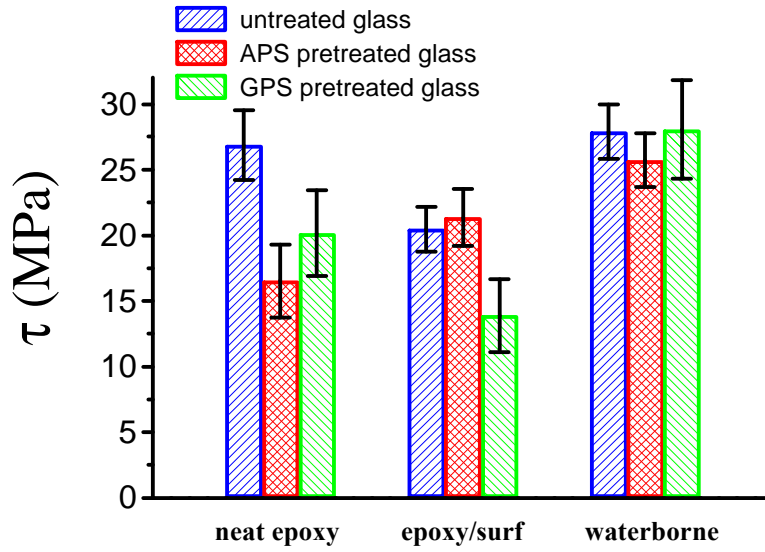 untreated glass
APS pretreated glass
GPS pretreated glass
τ (MPa)
30
25
20
15
10
5
0
neat epoxy epoxy/surf waterborne